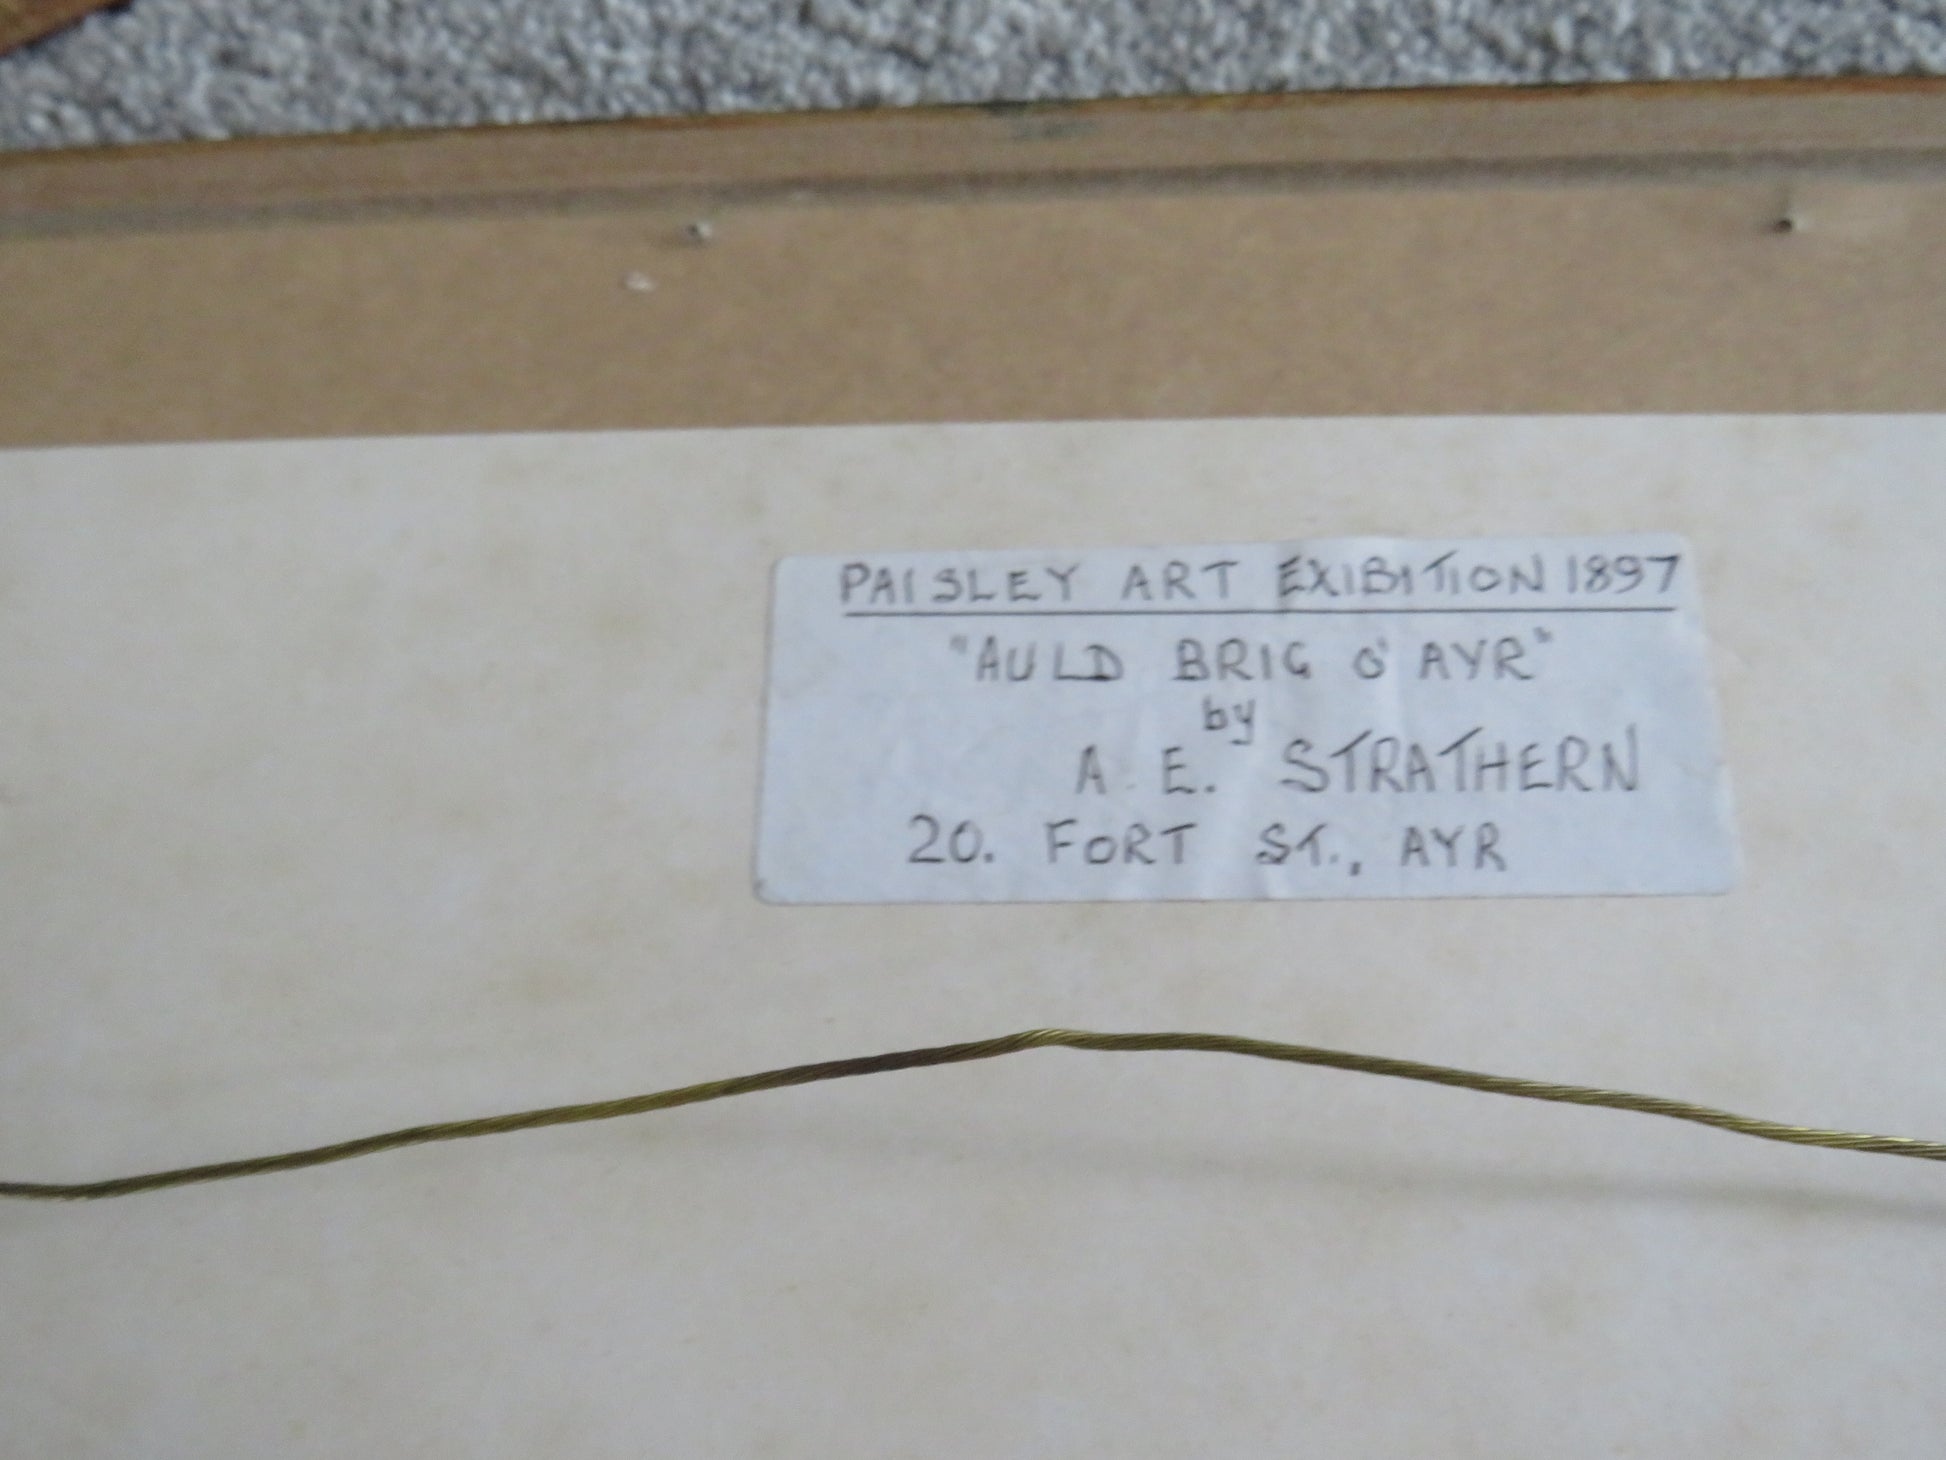 PAISLEY ART EXIBITION 1897
"AULD BRIG O' AYR"
by
A. E. STRATHERN
20. FORT ST., AYR